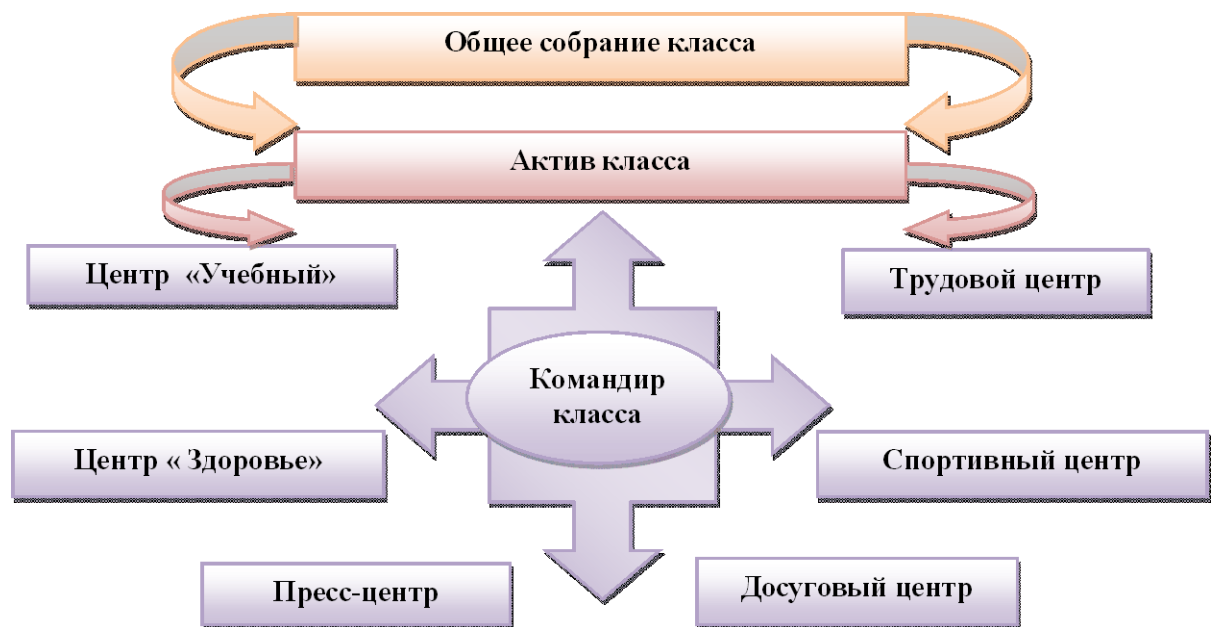 Общее собрание класса
Актив класса
Центр «Учебный»
Трудовой центр
Командир
класса
Центр « Здоровье»
Спортивный центр
Пресс-центр
Досуговый центр